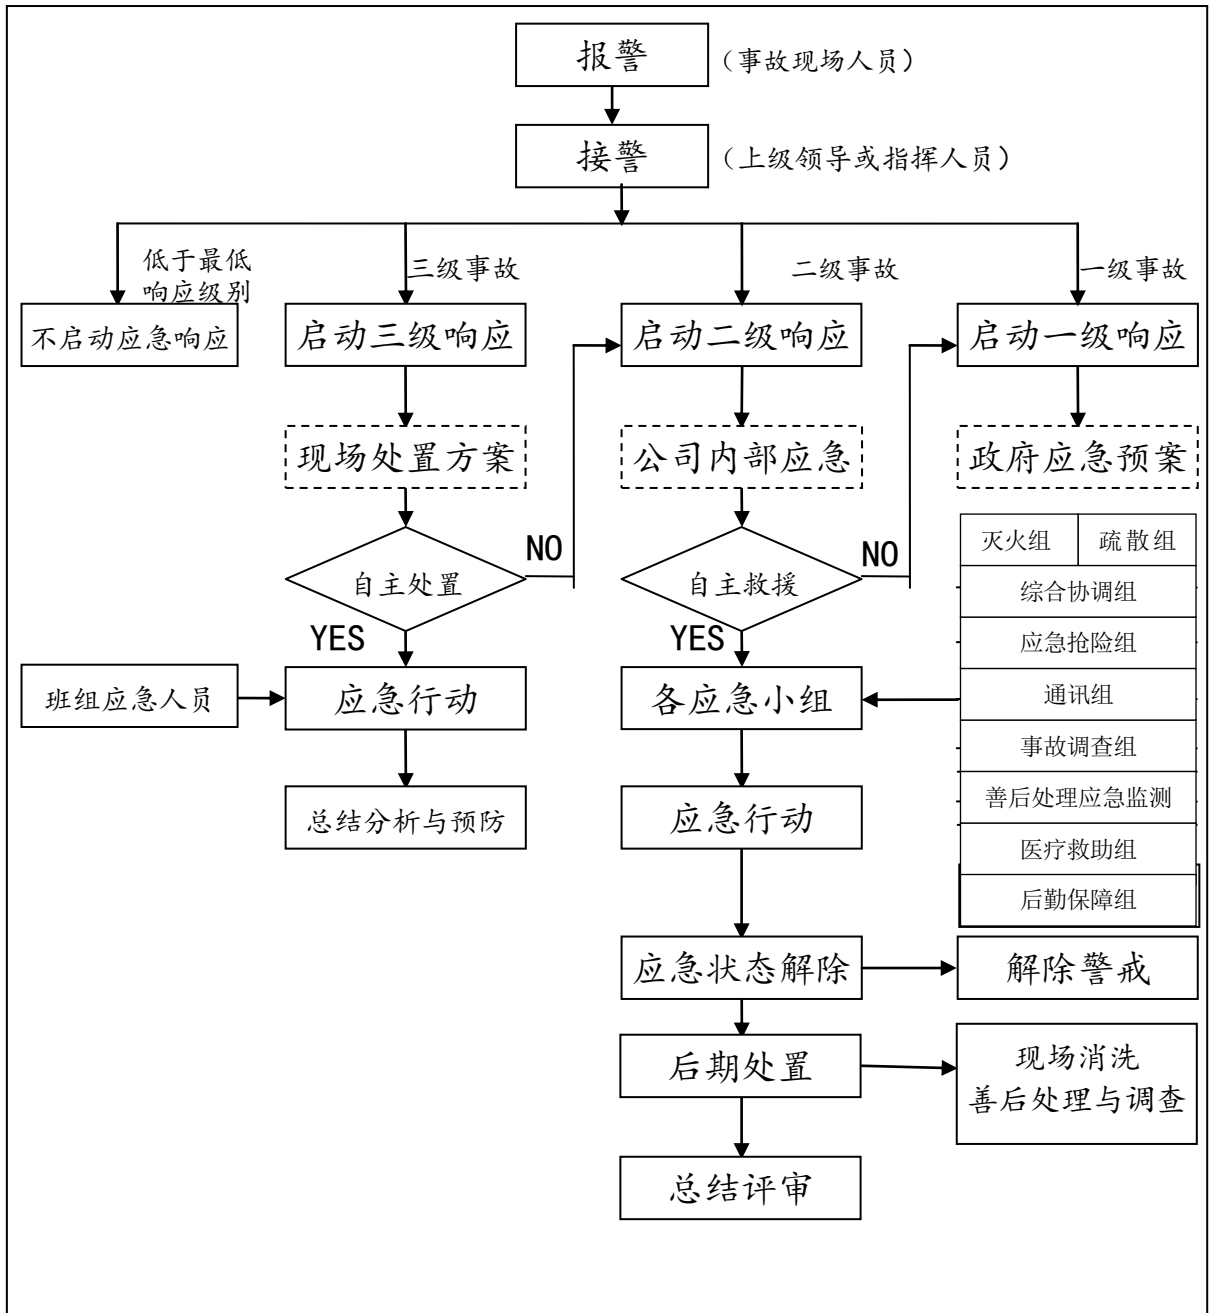 报警
（事故现场人员）
接警
（上级领导或指挥人员）
低于最低
响应级别
三级事故
二级事故
一级事故
不启动应急响应
启动三级响应
启动二级响应
启动一级响应
现场处置方案
公司内部应急
政府应急预案
灭火组
疏散组
NO
NO
自主处置
自主救援
综合协调组
YES
YES
应急抢险组
班组应急人员
应急行动
各应急小组
通讯组
事故调查组
总结分析与预防
应急行动
善后处理应急监测
医疗救助组
后勤保障组
应急状态解除
解除警戒
后期处置
现场消洗
善后处理与调查
总结评审